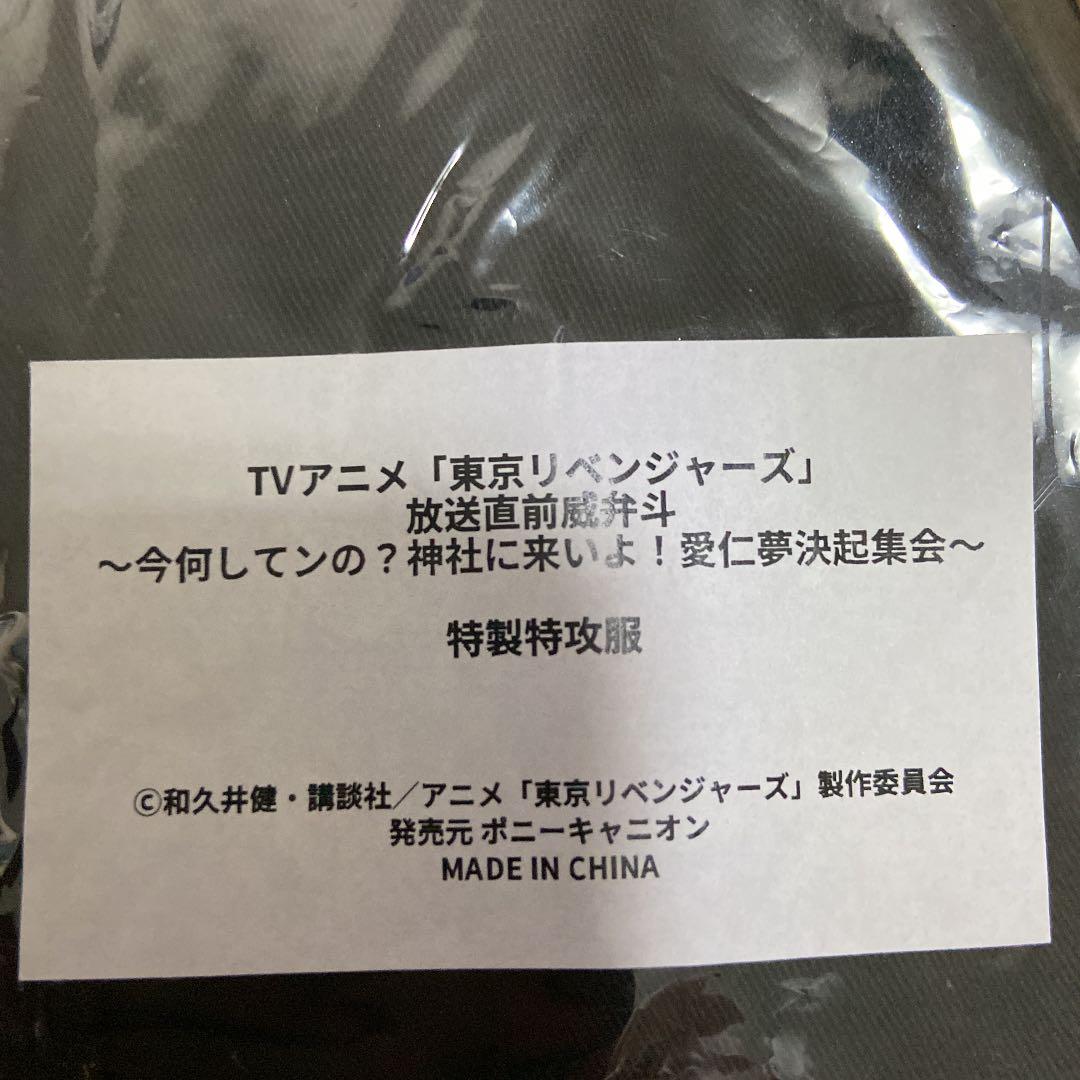 TVアニメ「東京リベンジャーズ」
放送直前威弁斗
～今何してンの？神社に来いよ！愛仁夢決起集会～
特製特攻服
©和久井健・講談社／アニメ「東京リベンジャーズ」製作委員会
発売元 ポニーキャニオン
MADE IN CHINA